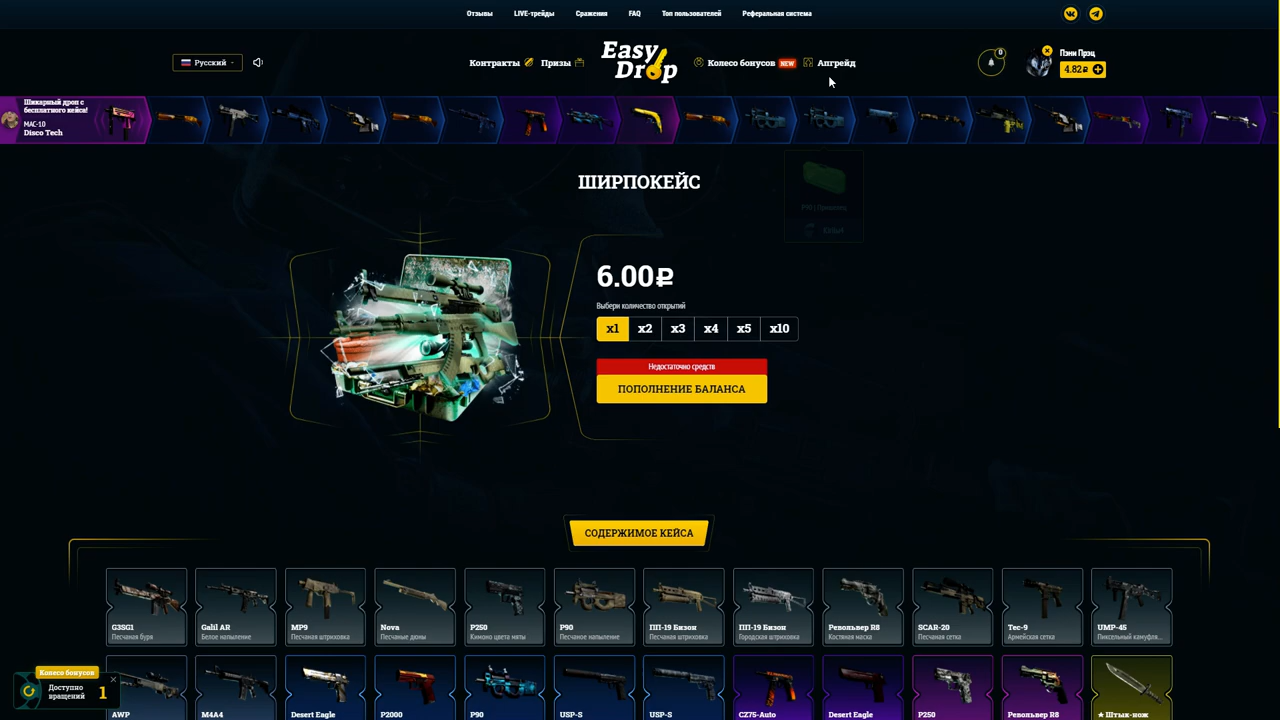 Отзывы
LIVE-трейды
Сражения
FAQ
Топ пользователей
Реферальная система
Русский
Контракты
Призы
Easy
Drop
Колесо бонусов
NEW
Апгрейд
0
Пэни Прэц
4.82₽
Шикарный дроп с
бесплатного кейса!
MAC-10
Disco Tech
ШИРПОКЕЙС
6.00₽
Выбери количество открытий
x1
x2
x3
x4
x5
x10
Недостаточно средств
ПОПОЛНЕНИЕ БАЛАНСА
СОДЕРЖИМОЕ КЕЙСА
G3SG1
Песчаная буря
Galil AR
Белое напыление
MP9
Песчаная штриховка
Nova
Песчаные дюны
P250
Кимоно цвета мяты
P90
Песчаное напыление
ПП-19 Бизон
Песчаная штриховка
ПП-19 Бизон
Городская штриховка
Револьвер R8
Костяная маска
SCAR-20
Песчаная сетка
Tec-9
Армейская сетка
UMP-45
Пиксельный камуфля...
Колесо бонусов
Доступно
вращений
1
AWP
M4A4
Desert Eagle
P2000
P90
USP-S
USP-S
CZ75-Auto
Desert Eagle
P250
Револьвер R8
★ Штык-нож